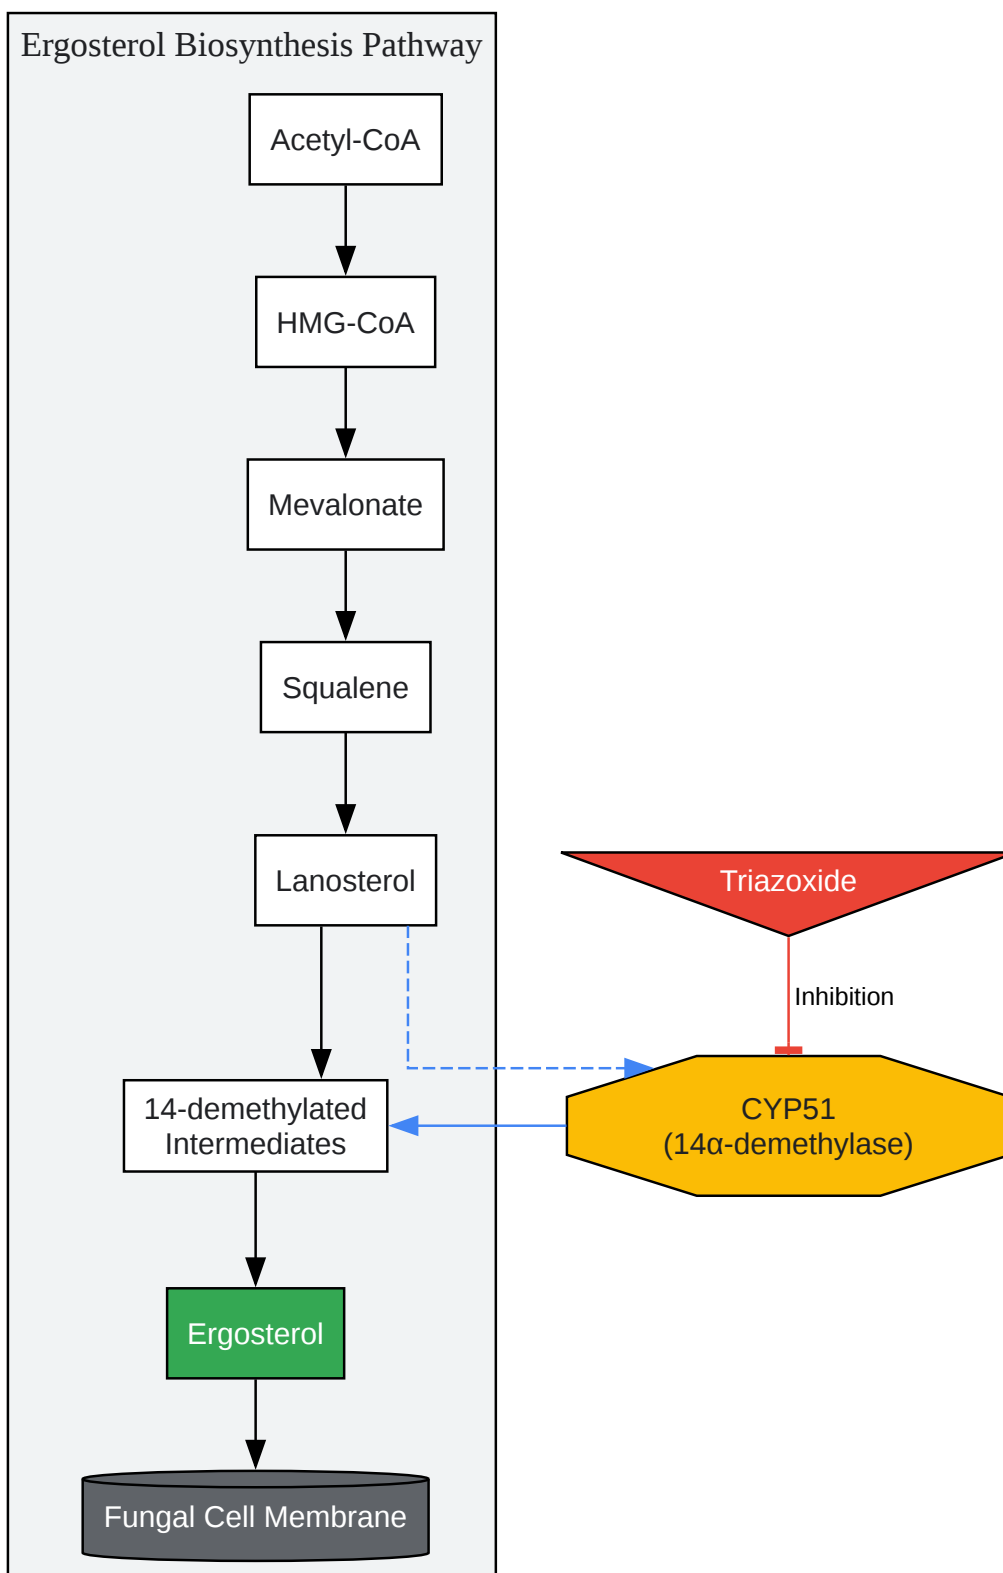 Ergosterol Biosynthesis Pathway
Acetyl-CoA
HMG-CoA
Mevalonate
Squalene
Lanosterol
Triazoxide
Inhibition
CYP51
(14α-demethylase)
14-demethylated
Intermediates
Ergosterol
Fungal Cell Membrane